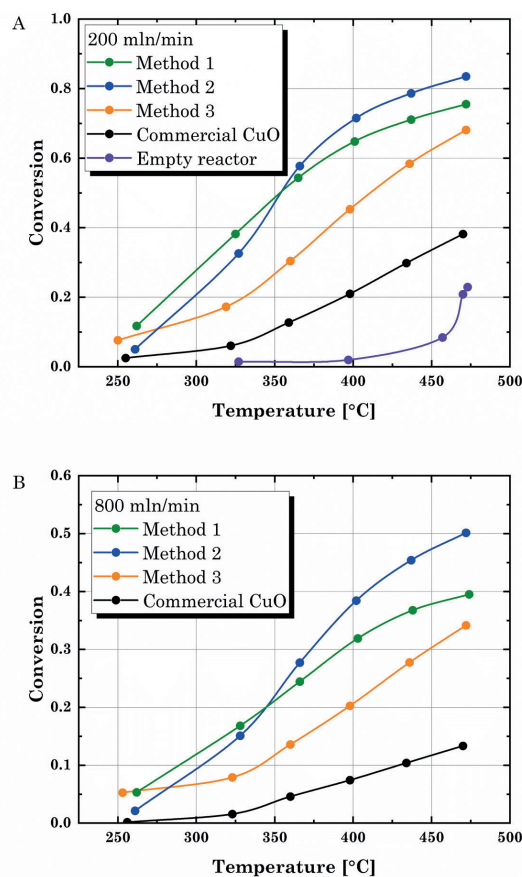 A
1.0
200 mln/min
Method 1
Method 2
Method 3
Commercial CuO
Empty reactor
0.8
0.6
0.4
0.2
0.0
Conversion
250 300 350 400 450 500
Temperature [°C]
B
0.6
800 mln/min
Method 1
Method 2
Method 3
Commercial CuO
0.5
0.4
0.3
0.2
0.1
0.0
Conversion
250 300 350 400 450 500
Temperature [°C]